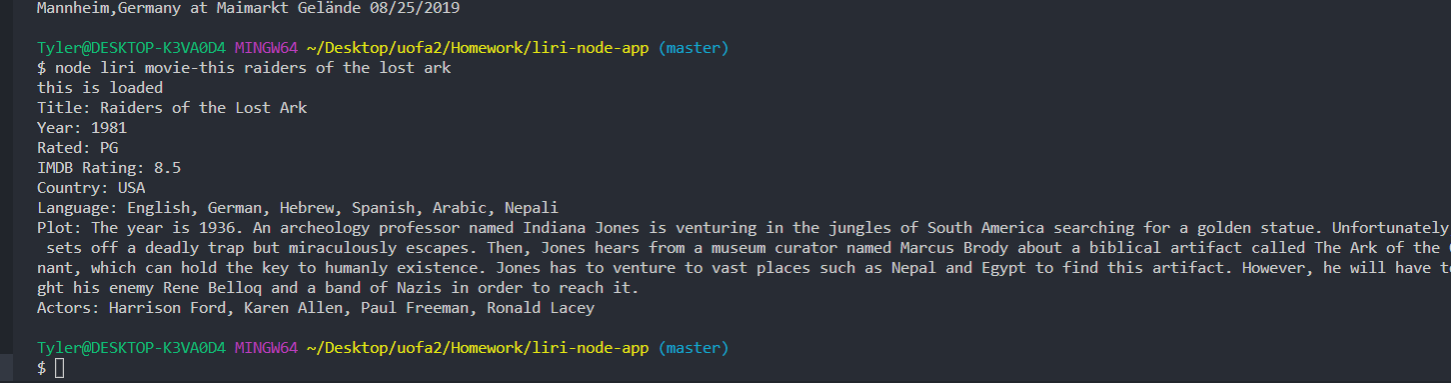 Mannheim,Germany at Maimarkt Gelände 08/25/2019
Tyler@DESKTOP-K3VA0D4 MINGW64 ~/Desktop/uofa2/Homework/liri-node-app (master)
$ node liri movie-this raiders of the lost ark
this is loaded
Title: Raiders of the Lost Ark
Year: 1981
Rated: PG
IMDB Rating: 8.5
Country: USA
Language: English, German, Hebrew, Spanish, Arabic, Nepali
Plot: The year is 1936. An archeology professor named Indiana Jones is venturing in the jungles of South America searching for a golden statue. Unfortunately
sets off a deadly trap but miraculously escapes. Then, Jones hears from a museum curator named Marcus Brody about a biblical artifact called The Ark of the
nant, which can hold the key to humanly existence. Jones has to venture to vast places such as Nepal and Egypt to find this artifact. However, he will have
ght his enemy Rene Belloq and a band of Nazis in order to reach it.
Actors: Harrison Ford, Karen Allen, Paul Freeman, Ronald Lacey
Tyler@DESKTOP-K3VA0D4 MINGW64 ~/Desktop/uofa2/Homework/liri-node-app (master)
$